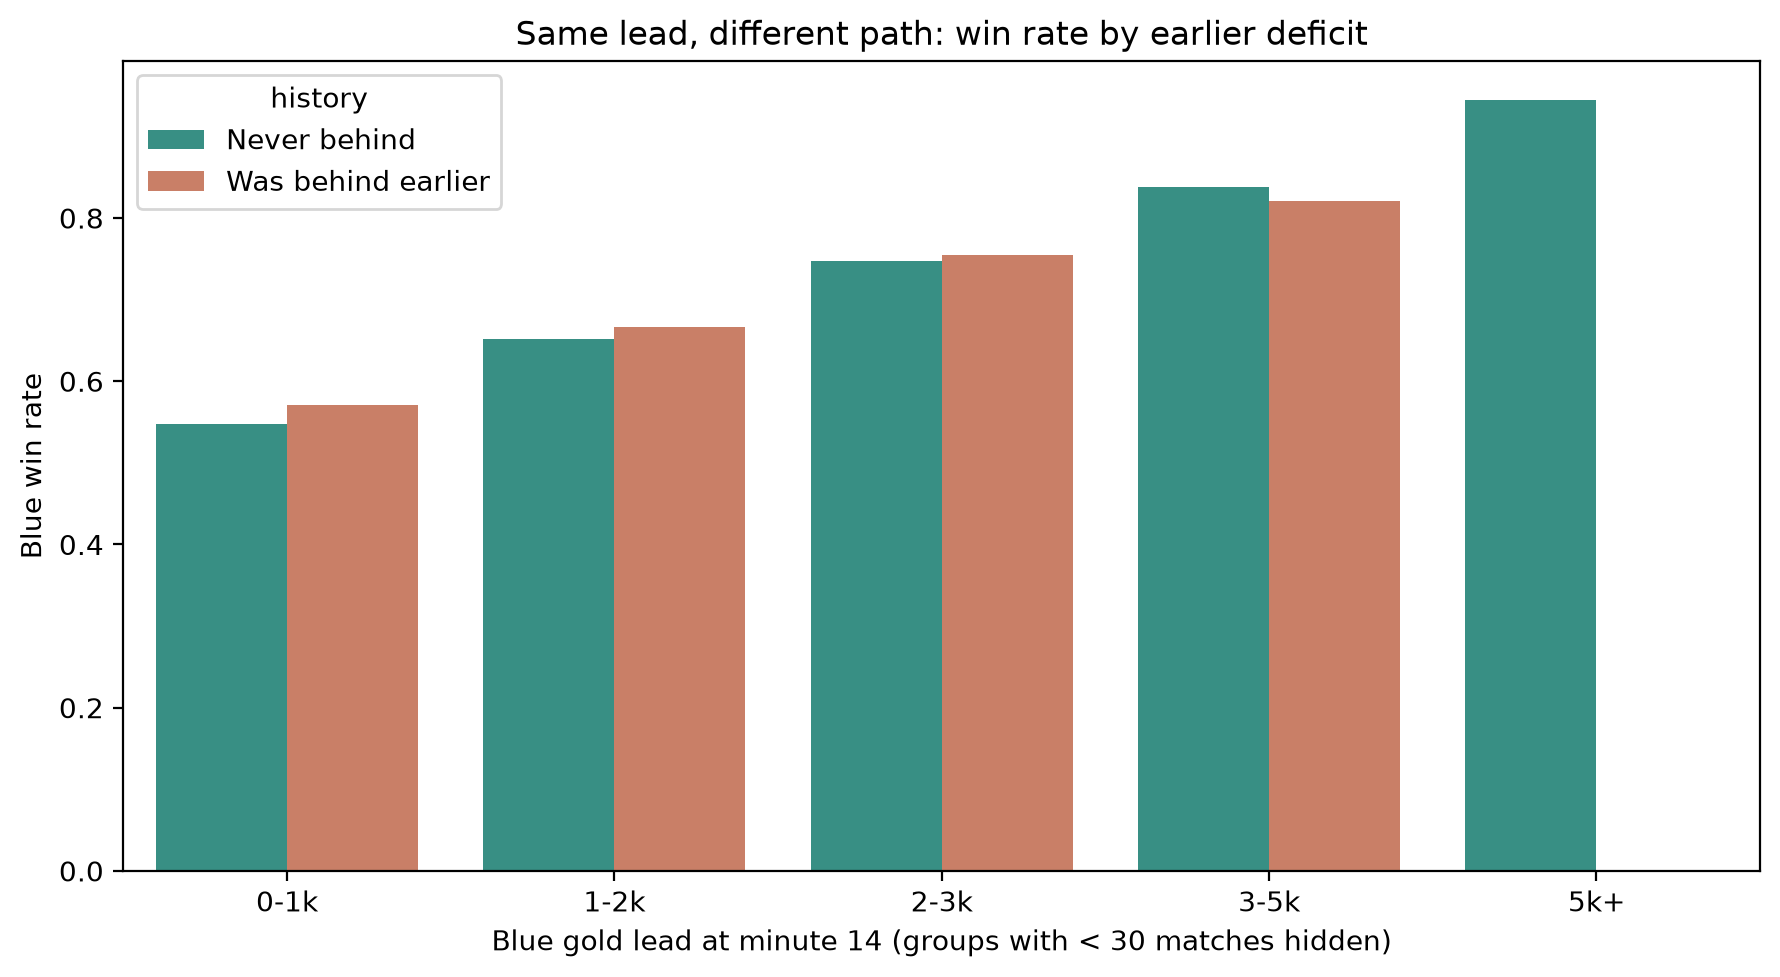 Same lead, different path: win rate by earlier deficit
history
Never behind
Was behind earlier
Blue win rate
0.8
0.6
0.4
0.2
0.0
0-1k
1-2k
2-3k
3-5k
5k+
Blue gold lead at minute 14 (groups with < 30 matches hidden)